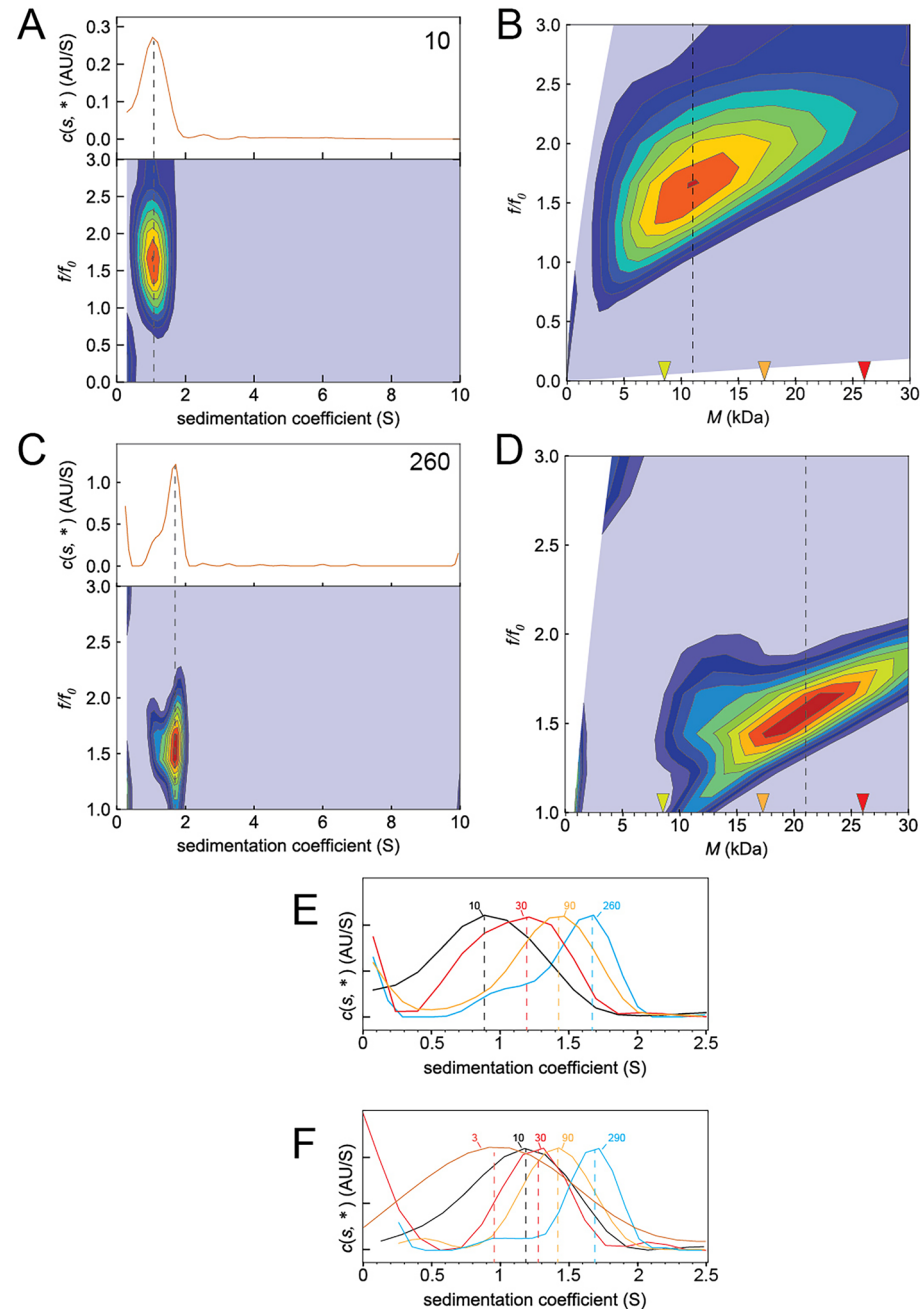 A
10
c(s, *) (AU/S)
0.3
0.2
0.1
0.0
f/f0
3.0
2.5
2.0
1.5
1.0
0.5
0.0
0 2 4 6 8 10
sedimentation coefficient (S)
B
f/f0
3.0
2.5
2.0
1.5
1.0
0.5
0.0
0 5 10 15 20 25 30
M (kDa)
C
260
c(s, *) (AU/S)
1.0
0.5
0.0
f/f0
3.0
2.5
2.0
1.5
1.0
0 2 4 6 8 10
sedimentation coefficient (S)
D
f/f0
3.0
2.5
2.0
1.5
1.0
0 5 10 15 20 25 30
M (kDa)
E
c(s, *) (AU/S)
10 30 90 260
0 0.5 1 1.5 2 2.5
sedimentation coefficient (S)
F
c(s, *) (AU/S)
3 10 30 90 290
0 0.5 1 1.5 2 2.5
sedimentation coefficient (S)